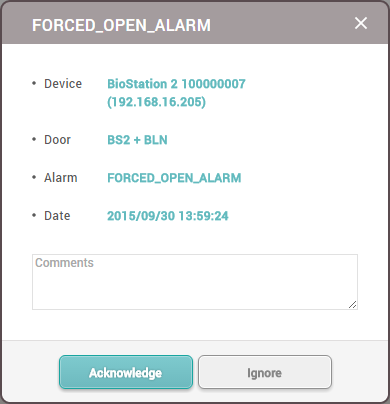 FORCED_OPEN_ALARM
• Device BioStation 2 100000007
(192.168.16.205)
• Door BS2 + BLN
• Alarm FORCED_OPEN_ALARM
• Date 2015/09/30 13:59:24
Comments
Acknowledge Ignore